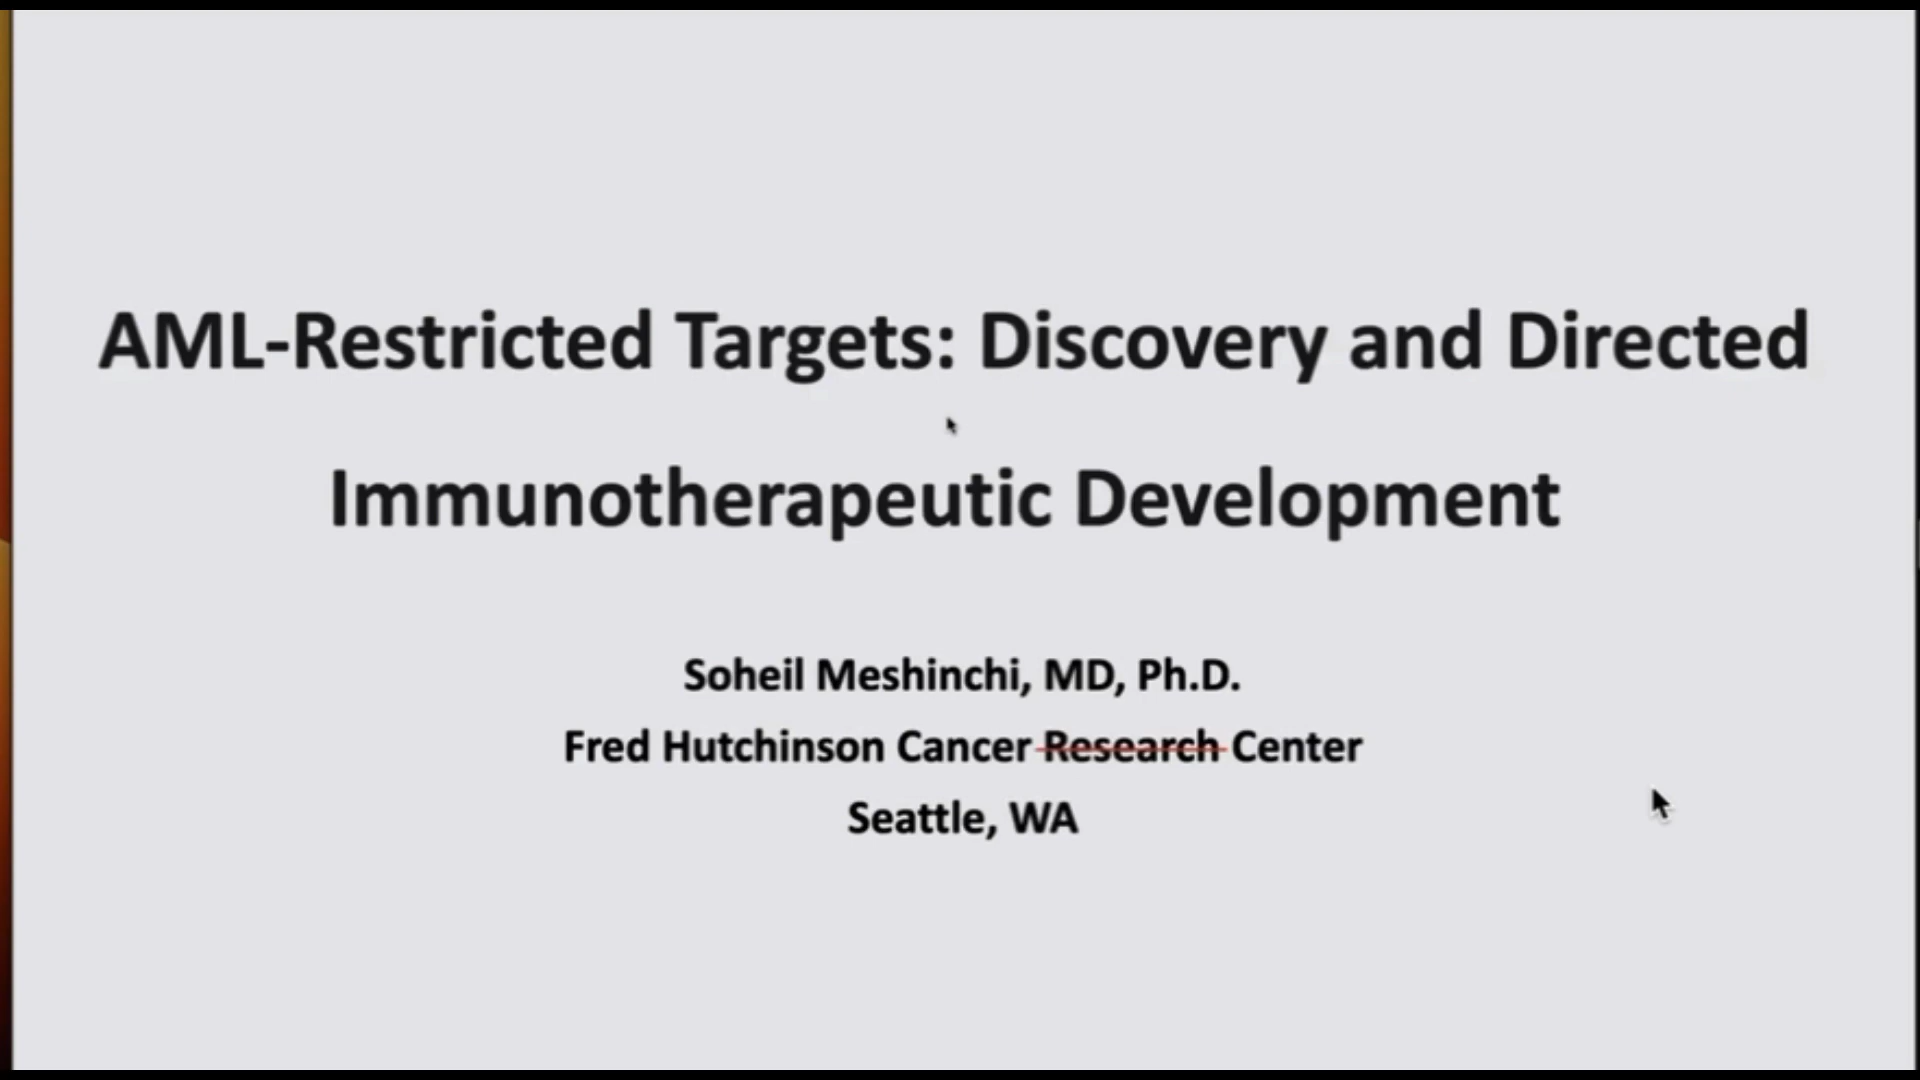 AML-Restricted Targets: Discovery and Directed
Immunotherapeutic Development
Soheil Meshinchi, MD, Ph.D.
Fred Hutchinson Cancer Research Center
Seattle, WA